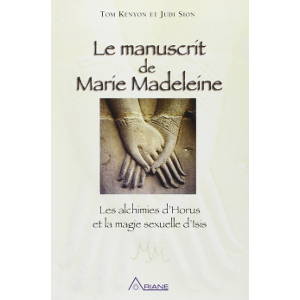 Tom Kenyon et Judi Sion
Le manuscrit
de
Marie Madeleine
Les alchimies d'Horus
et la magie sexuelle d'Isis
MM
ARIANE